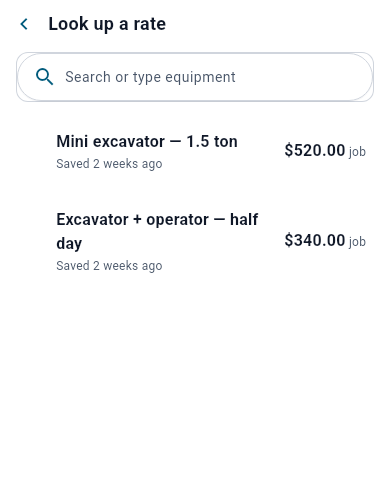 Look up a rate
Search or type equipment
Mini excavator — 1.5 ton
Saved 2 weeks ago
$520.00 job
Excavator + operator — half
day
Saved 2 weeks ago
$340.00 job